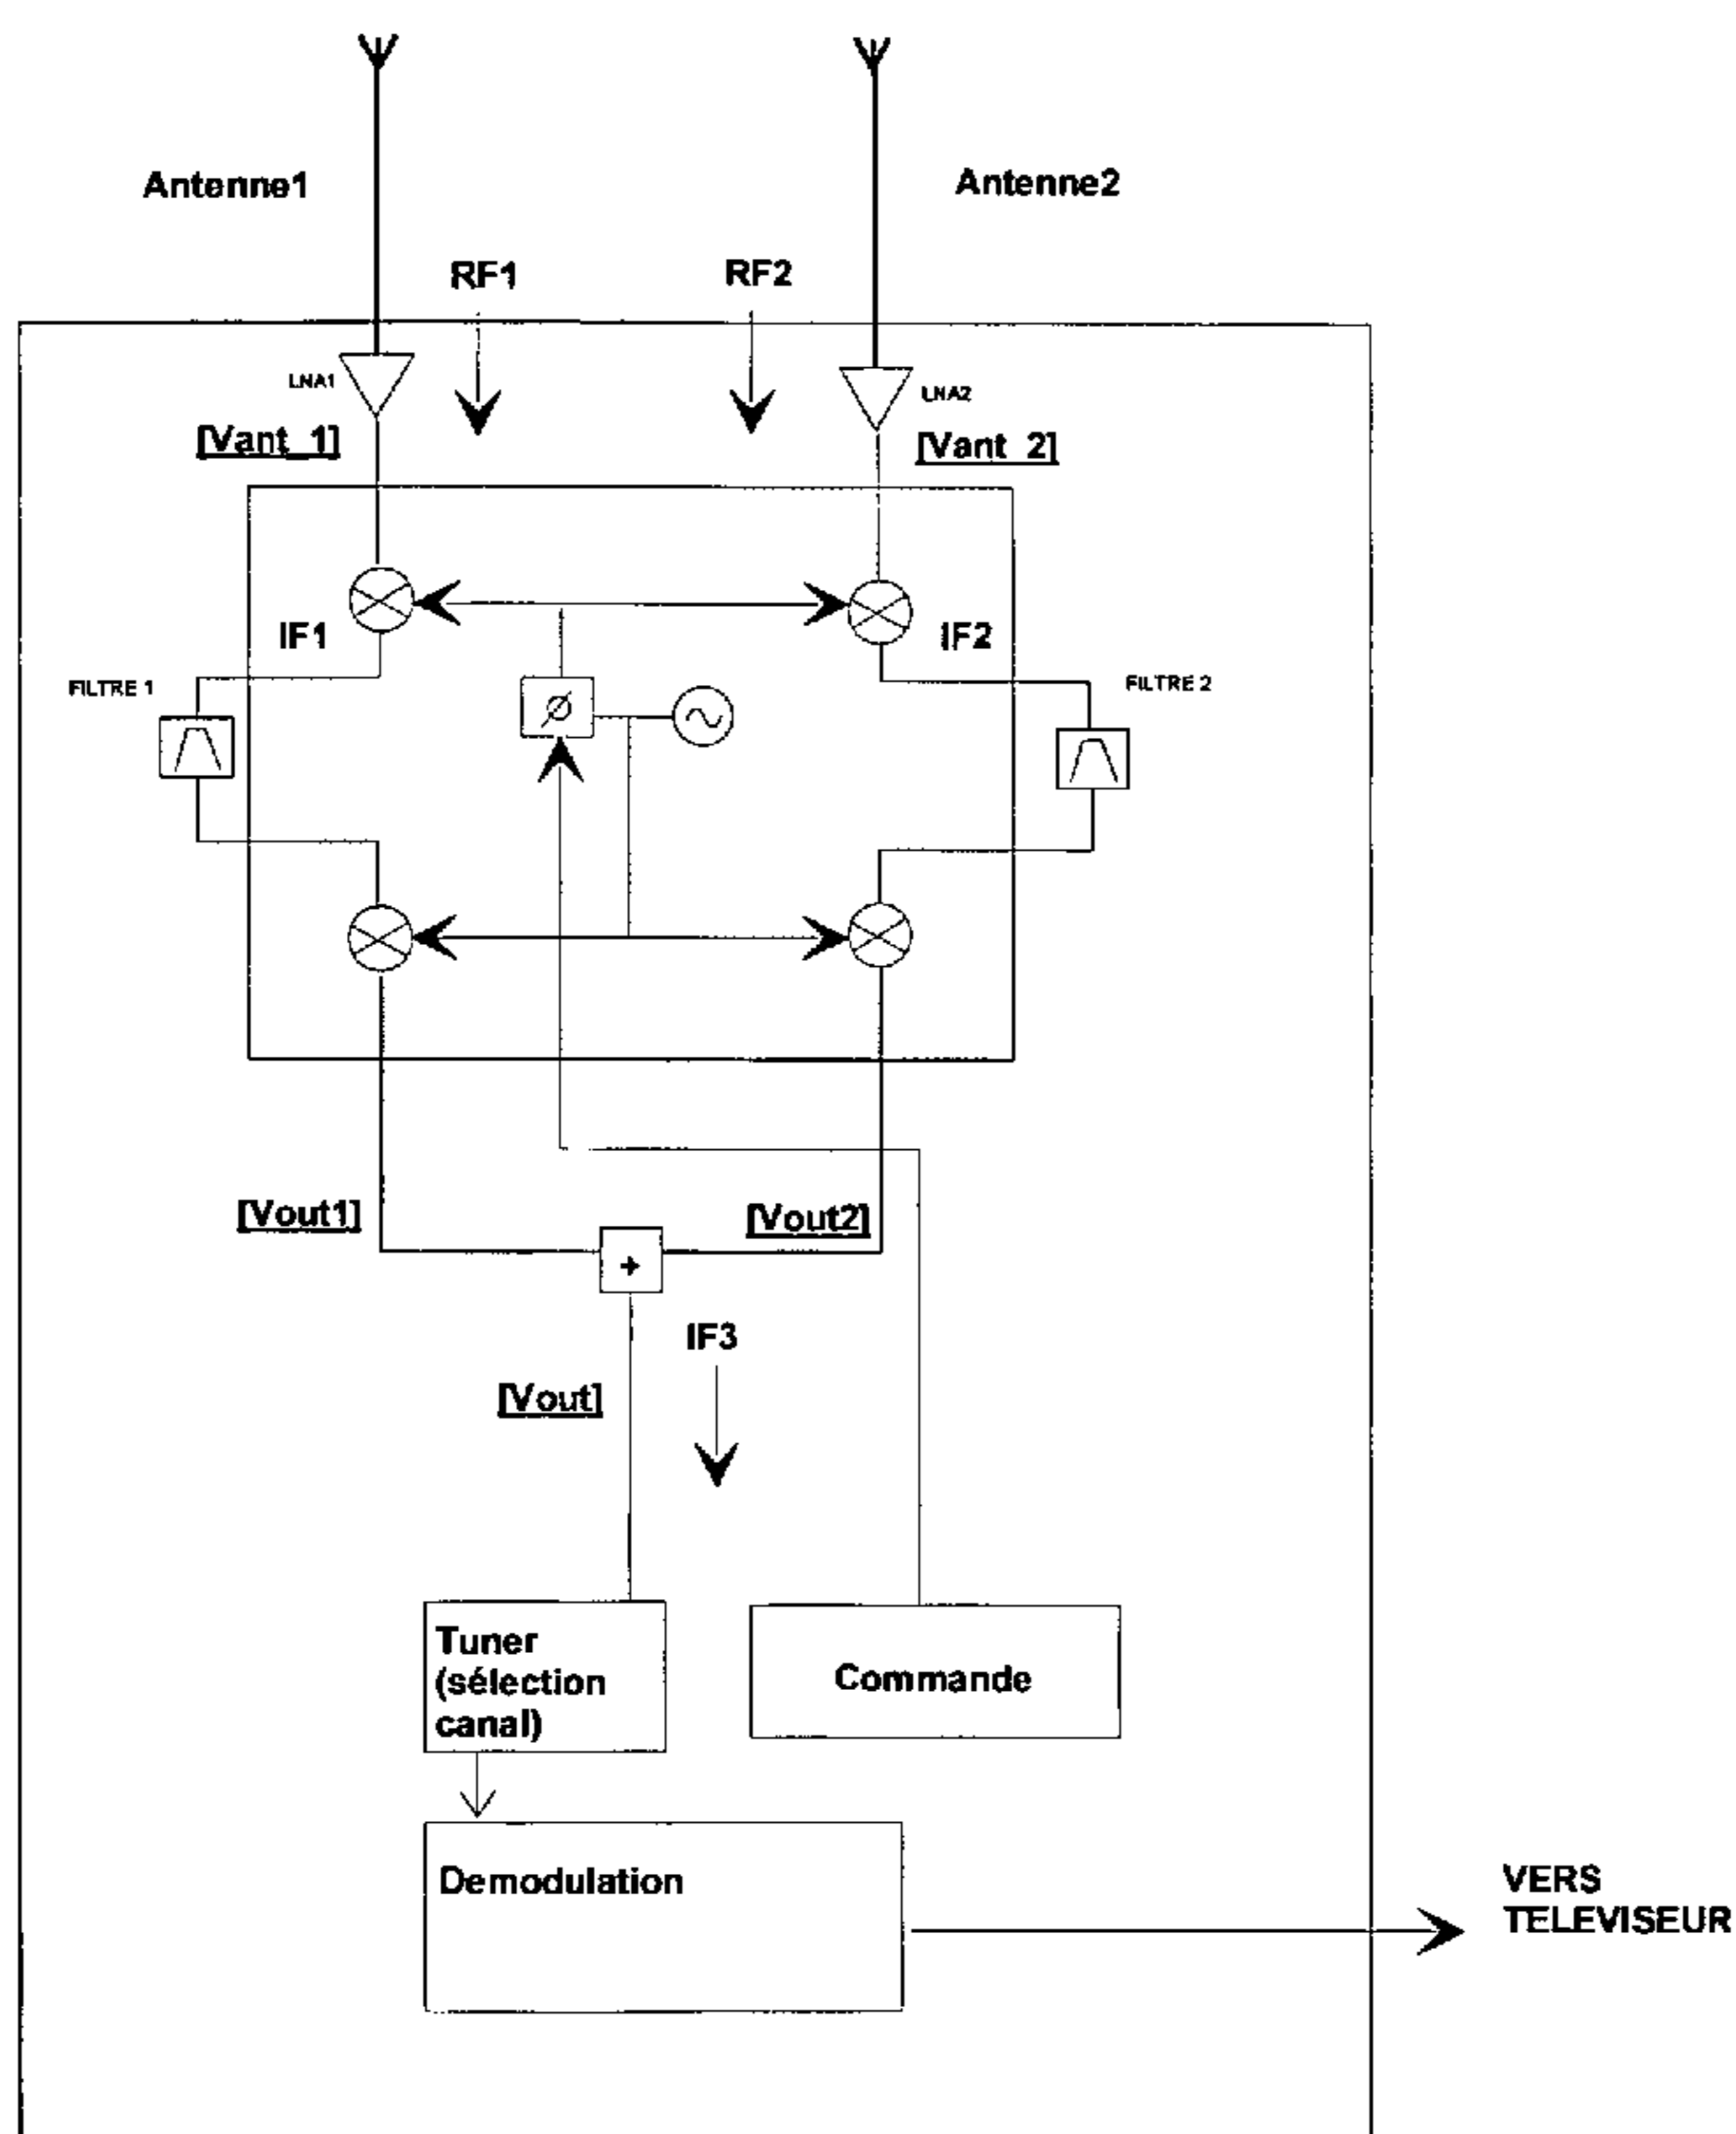 Antenne1
Antenne2
RF1
RF2
LNA1
LNA2
[Vant_1]
[Vant_2]
IF1
IF2
FILTRE 1
FILTRE 2
Ø
[Vout1]
[Vout2]
+
IF3
[Vout]
Tuner
(sélection
canal)
Commande
Demodulation
VERS
TELEVISEUR